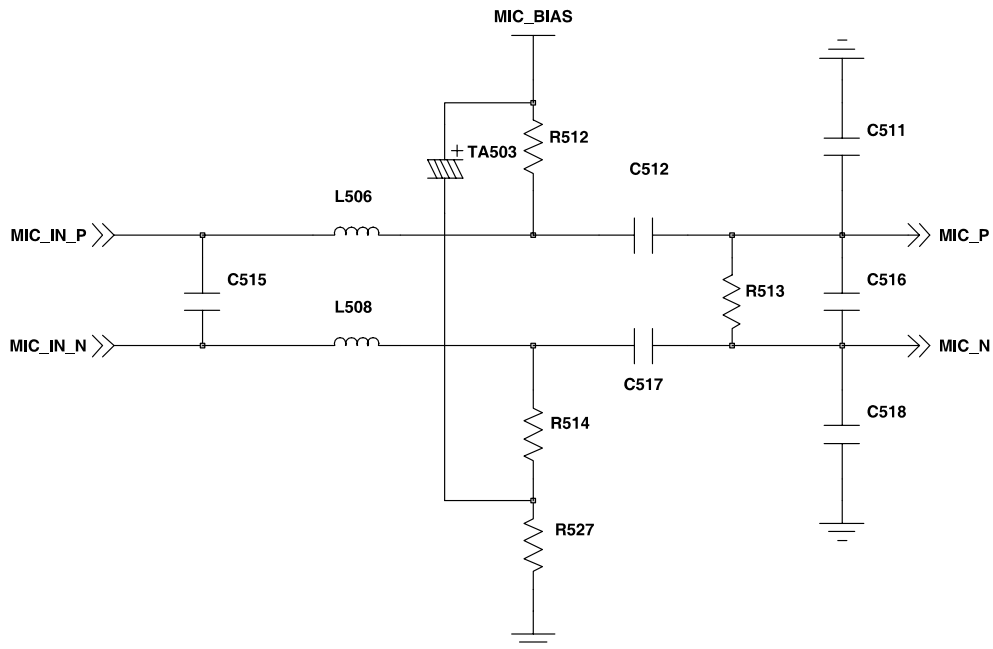 MIC_BIAS
C511
R512
+ TA503
C512
L506
MIC_IN_P
MIC_P
C515
R513
C516
L508
MIC_IN_N
MIC_N
C517
C518
R514
R527